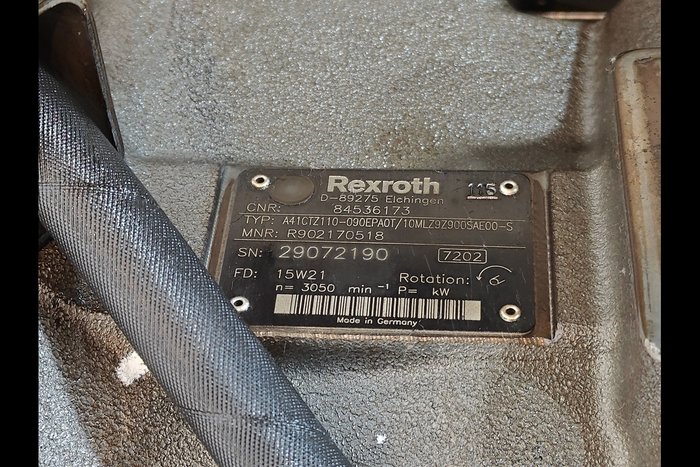 Rexroth 115
D-89275 Elchingen
CNR: 84536173
TYP: A41CTZ110-090EPA0T/10MLZ9Z900SAE00-S
MNR: R902170518
SN: 29072190 7202
FD: 15W21 Rotation:
n= 3050 min⁻¹ P= kW
Made in Germany